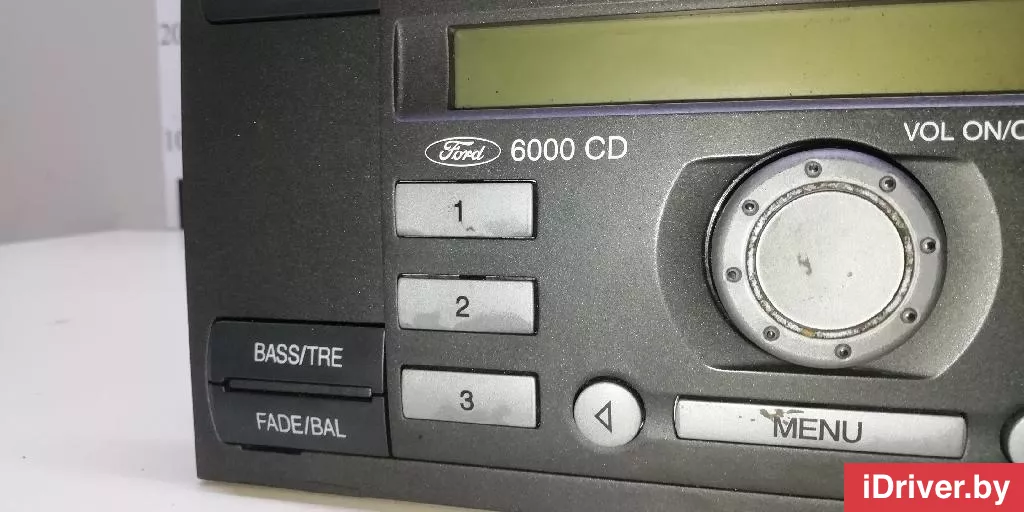 Ford 6000 CD
VOL ON/O
1
2
3
BASS/TRE
FADE/BAL
MENU
iDriver.by